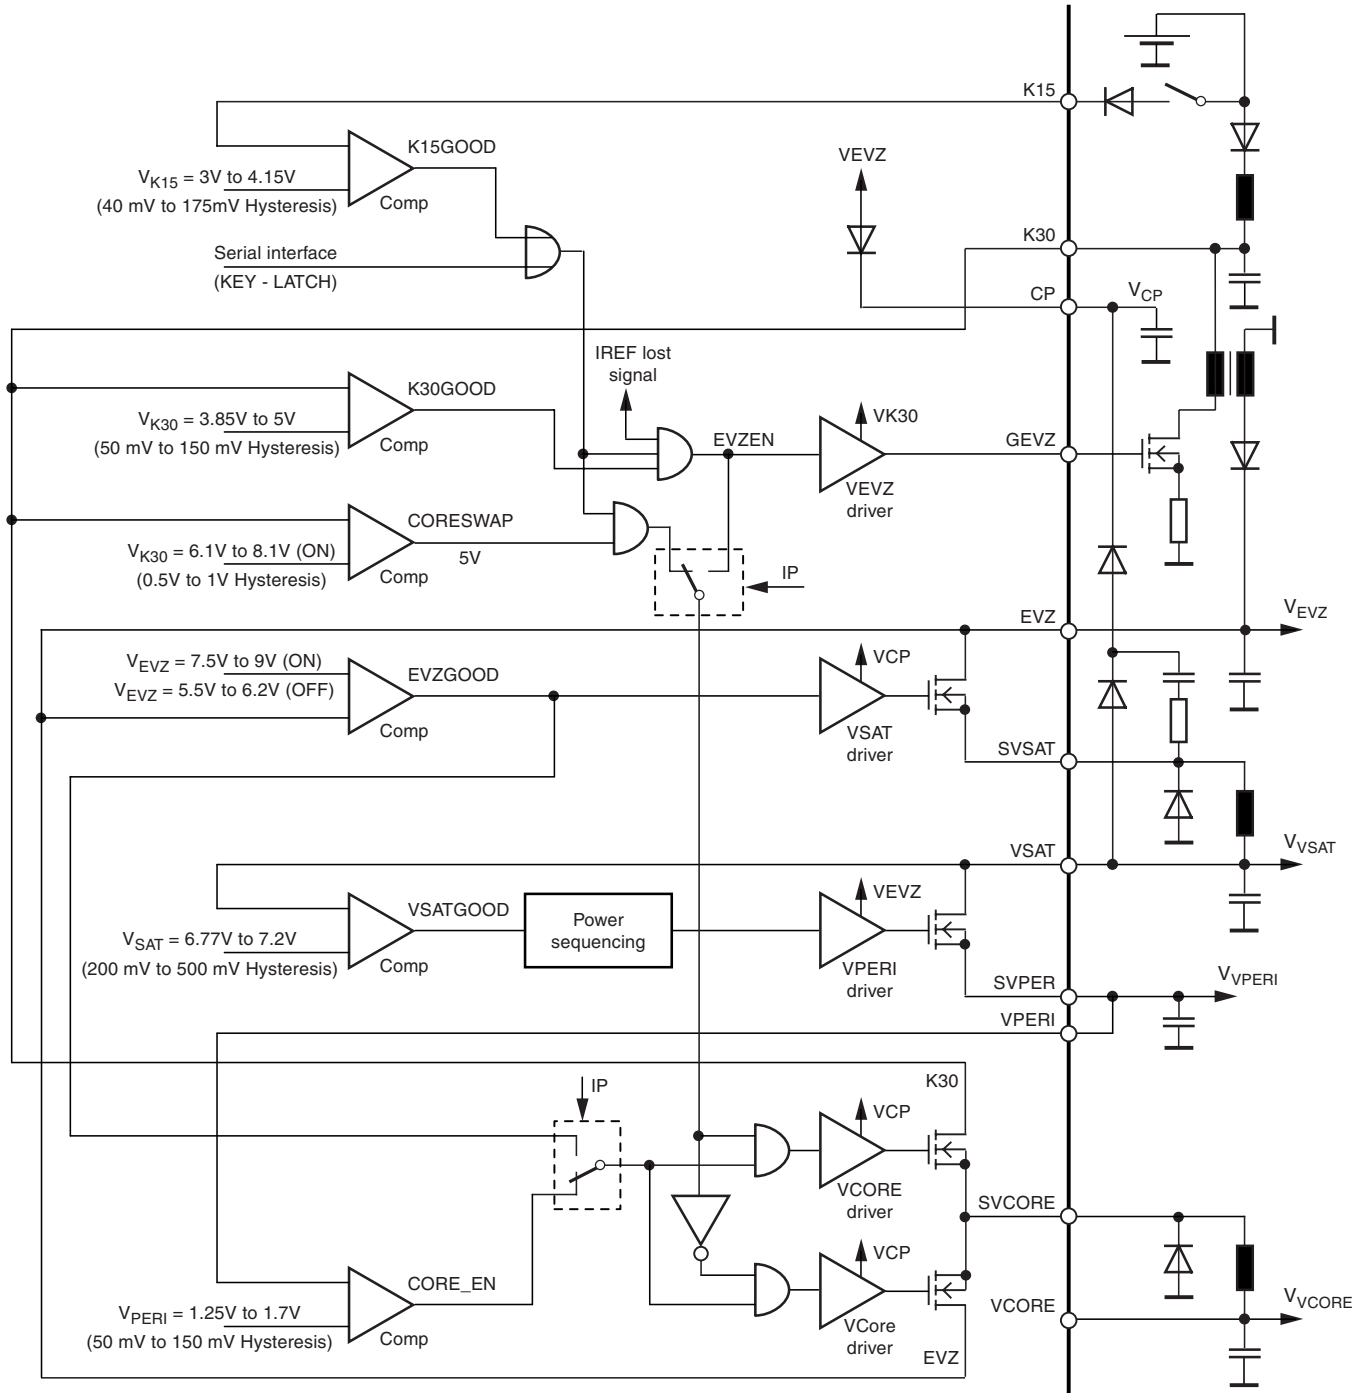 K15
K15GOOD
VK15 = 3V to 4.15V
(40 mV to 175mV Hysteresis)
Comp
VEVZ
Serial interface
(KEY - LATCH)
K30
CP
VCP
IREF lost
signal
K30GOOD
VK30 = 3.85V to 5V
(50 mV to 150 mV Hysteresis)
Comp
EVZEN
VK30
VEVZ
driver
GEVZ
CORESWAP
5V
VK30 = 6.1V to 8.1V (ON)
(0.5V to 1V Hysteresis)
Comp
IP
EVZ
VEVZ
VEVZ = 7.5V to 9V (ON)
VEVZ = 5.5V to 6.2V (OFF)
EVZGOOD
Comp
VCP
VSAT
driver
SVSAT
VSAT
VVSAT
VSATGOOD
VSAT = 6.77V to 7.2V
(200 mV to 500 mV Hysteresis)
Comp
Power
sequencing
VEVZ
VPERI
driver
SVPER
VVPERI
VPERI
K30
IP
VCP
VCORE
driver
SVCORE
VCP
VCore
driver
CORE_EN
VPERI = 1.25V to 1.7V
(50 mV to 150 mV Hysteresis)
Comp
VCORE
VVCORE
EVZ